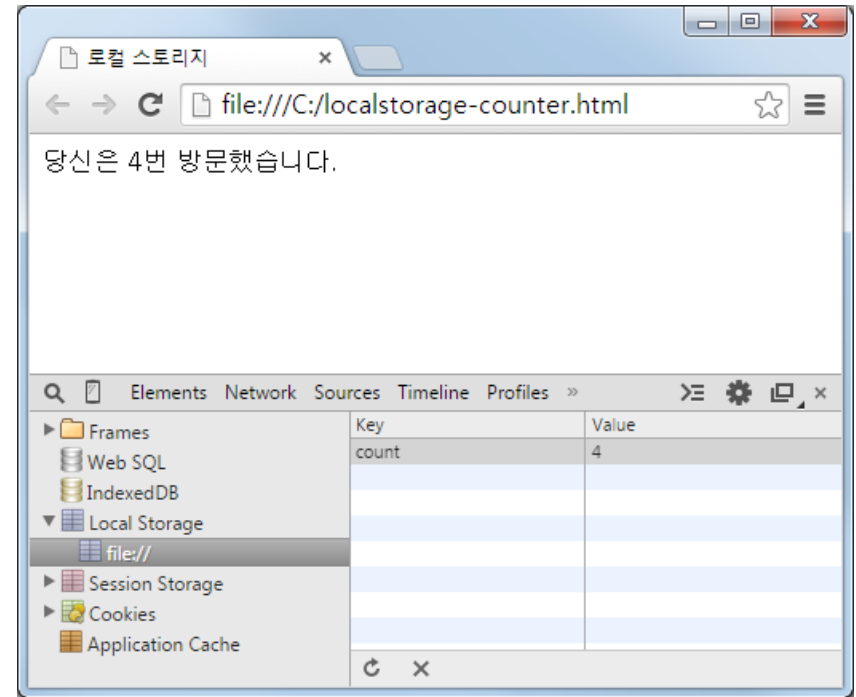 로컬 스토리지
file:///C:/localstorage-counter.html
당신은 4번 방문했습니다.
Elements Network Sources Timeline Profiles »
Frames
Web SQL
IndexedDB
Local Storage
file://
Session Storage
Cookies
Application Cache
Key Value
count 4